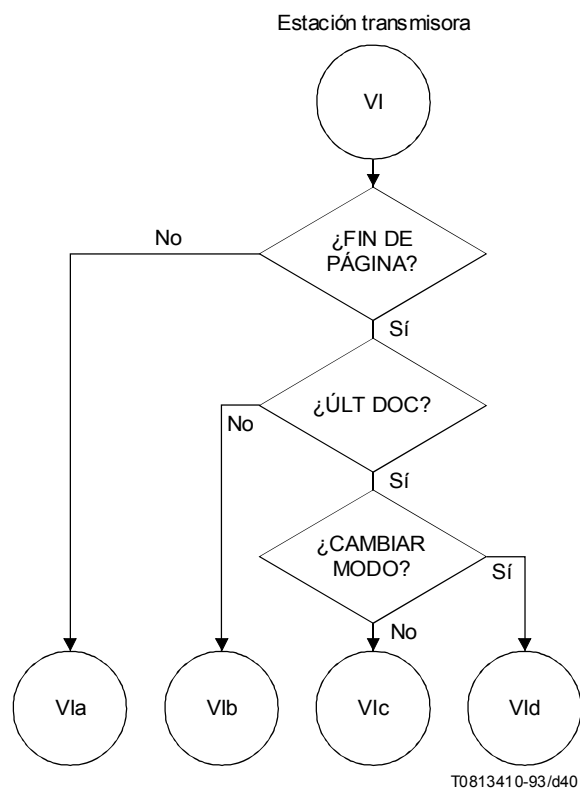 Estación transmisora
VI
No
¿FIN DE
PÁGINA?
Sí
¿ÚLT DOC?
No
Sí
¿CAMBIAR
MODO?
Sí
No
VIa
VIb
VIc
VId
T0813410-93/d40